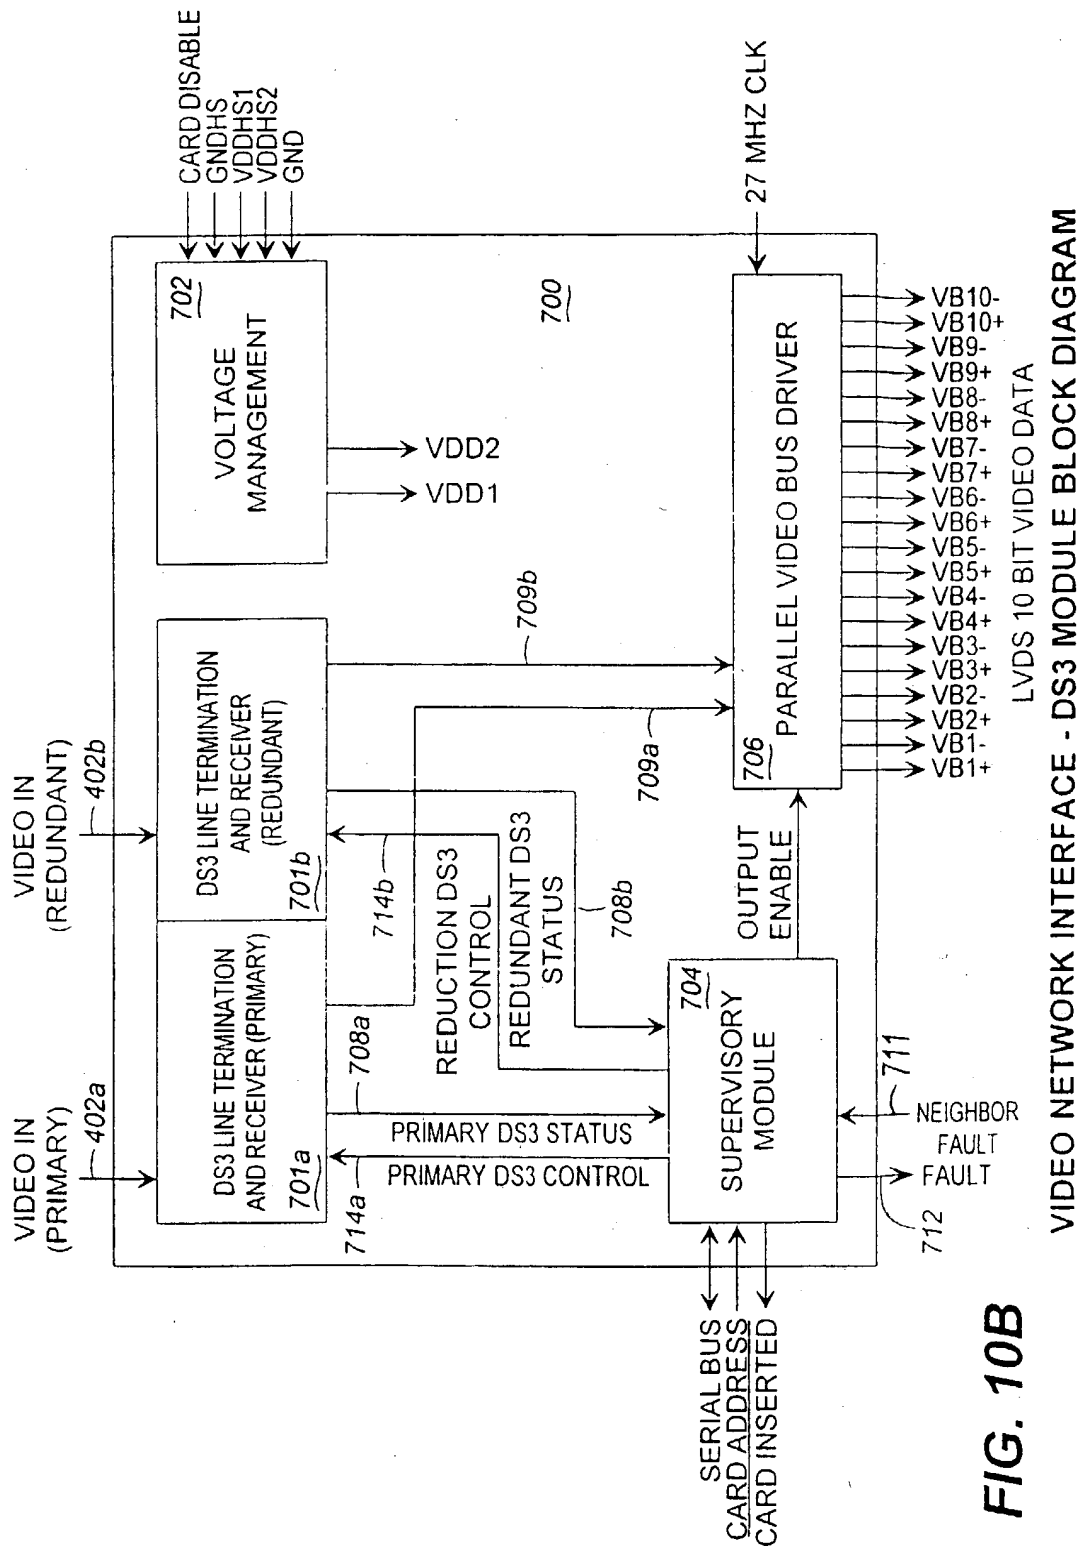 VIDEO IN
(PRIMARY)
402a
VIDEO IN
(REDUNDANT)
402b
DS3 LINE TERMINATION
AND RECEIVER (PRIMARY)
701a
DS3 LINE TERMINATION
AND RECEIVER
(REDUNDANT)
701b
VOLTAGE
MANAGEMENT
702
CARD DISABLE
GNDHS
VDDHS1
VDDHS2
GND
VDD1
VDD2
700
714a
708a
PRIMARY DS3 STATUS
PRIMARY DS3 CONTROL
714b
REDUCTION DS3
CONTROL
REDUNDANT DS3
STATUS
708b
709a
709b
SERIAL BUS
CARD ADDRESS
CARD INSERTED
SUPERVISORY
MODULE
704
OUTPUT
ENABLE
706
PARALLEL VIDEO BUS DRIVER
27 MHZ CLK
712
FAULT
711
NEIGHBOR
FAULT
VB1+
VB1-
VB2+
VB2-
VB3+
VB3-
VB4+
VB4-
VB5+
VB5-
VB6+
VB6-
VB7+
VB7-
VB8+
VB8-
VB9+
VB9-
VB10+
VB10-
LVDS 10 BIT VIDEO DATA
FIG. 10B
VIDEO NETWORK INTERFACE - DS3 MODULE BLOCK DIAGRAM